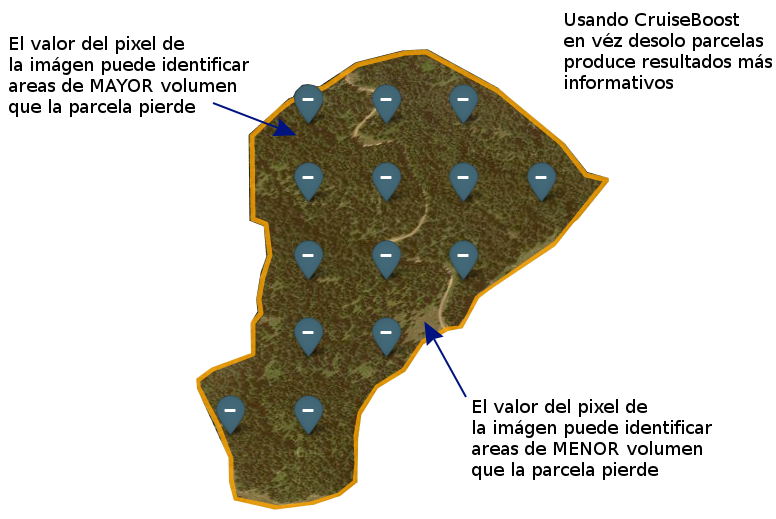 El valor del pixel de
la imágen puede identificar
areas de MAYOR volumen
que la parcela pierde
Usando CruiseBoost
en véz desolo parcelas
produce resultados más
informativos
El valor del pixel de
la imágen puede identificar
areas de MENOR volumen
que la parcela pierde